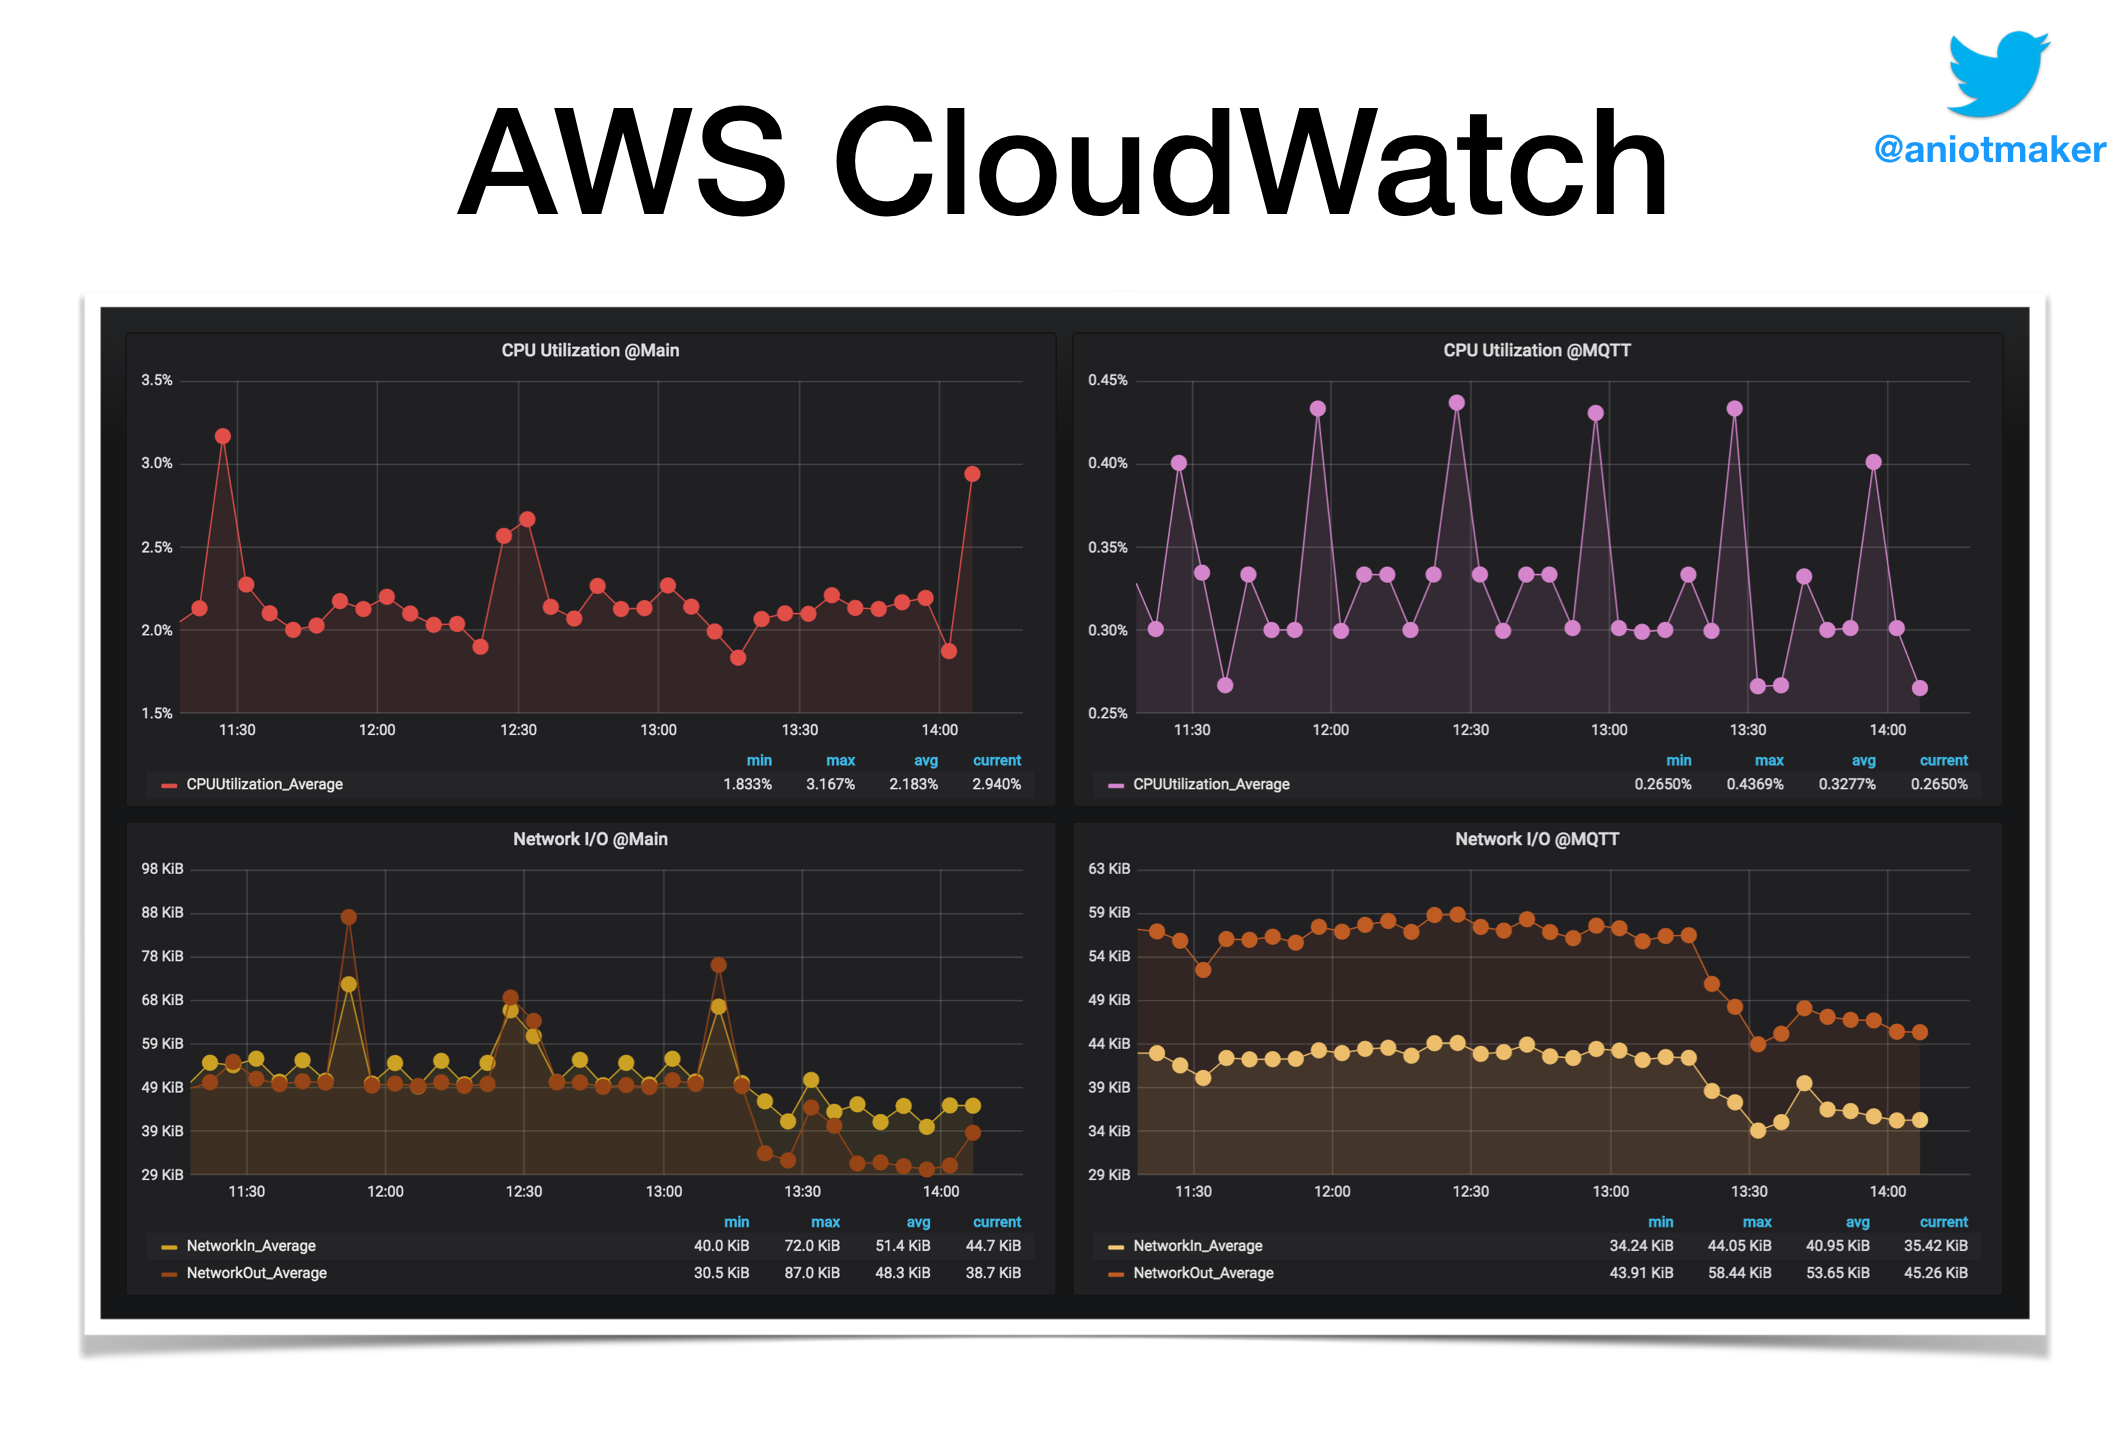 AWS CloudWatch
@aniotmaker
CPU Utilization @Main
3.5%
3.0%
2.5%
2.0%
1.5%
11:30 12:00 12:30 13:00 13:30 14:00
min max avg current
CPUUtilization_Average 1.833% 3.167% 2.183% 2.940%
CPU Utilization @MQTT
0.45%
0.40%
0.35%
0.30%
0.25%
11:30 12:00 12:30 13:00 13:30 14:00
min max avg current
CPUUtilization_Average 0.2650% 0.4369% 0.3277% 0.2650%
Network I/O @Main
98 KiB
88 KiB
78 KiB
68 KiB
59 KiB
49 KiB
39 KiB
29 KiB
11:30 12:00 12:30 13:00 13:30 14:00
min max avg current
NetworkIn_Average 40.0 KiB 72.0 KiB 51.4 KiB 44.7 KiB
NetworkOut_Average 30.5 KiB 87.0 KiB 48.3 KiB 38.7 KiB
Network I/O @MQTT
63 KiB
59 KiB
54 KiB
49 KiB
44 KiB
39 KiB
34 KiB
29 KiB
11:30 12:00 12:30 13:00 13:30 14:00
min max avg current
NetworkIn_Average 34.24 KiB 44.05 KiB 40.95 KiB 35.42 KiB
NetworkOut_Average 43.91 KiB 58.44 KiB 53.65 KiB 45.26 KiB